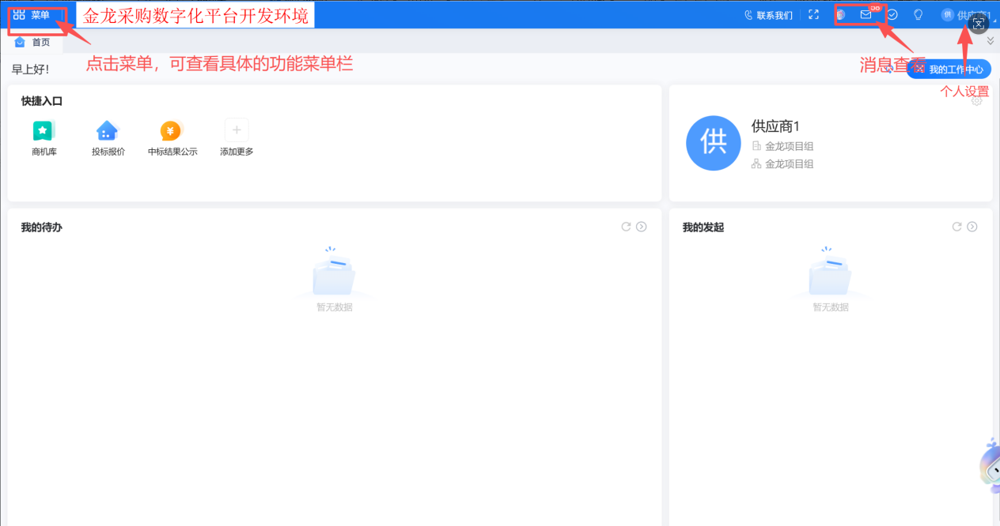 菜单
金龙采购数字化平台开发环境
联系我们
供
供应商1
首页
点击菜单，可查看具体的功能菜单栏
消息查看
早上好！
我的工作中心
个人设置
快捷入口
商机库
投标报价
中标结果公示
添加更多
供
供应商1
金龙项目组
金龙项目组
我的待办
暂无数据
我的发起
暂无数据